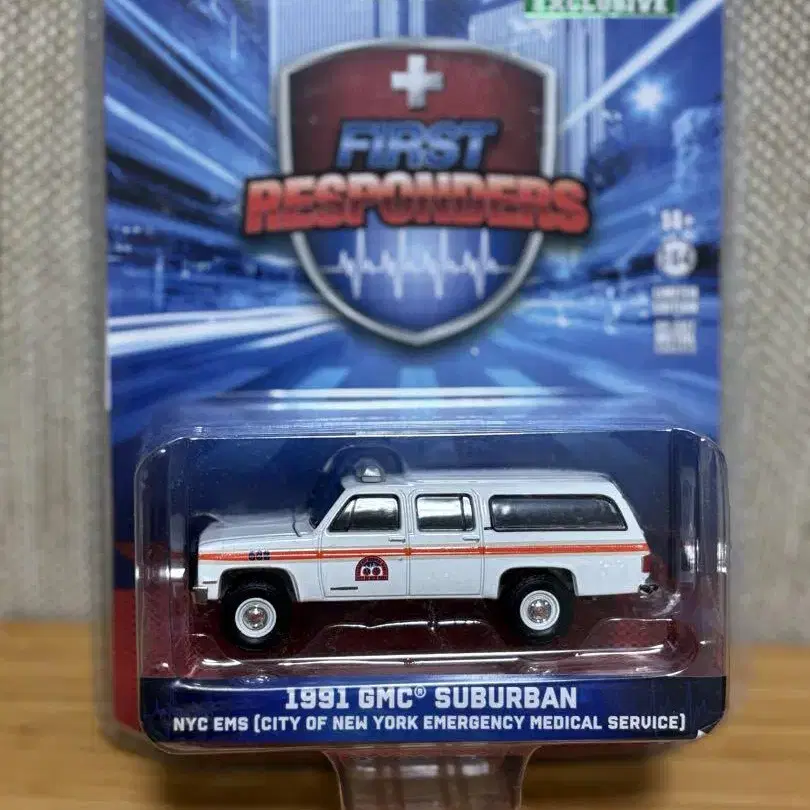 EXCLUSIVE
FIRST
RESPONDERS
1991 GMC® SUBURBAN
NYC EMS (CITY OF NEW YORK EMERGENCY MEDICAL SERVICE)